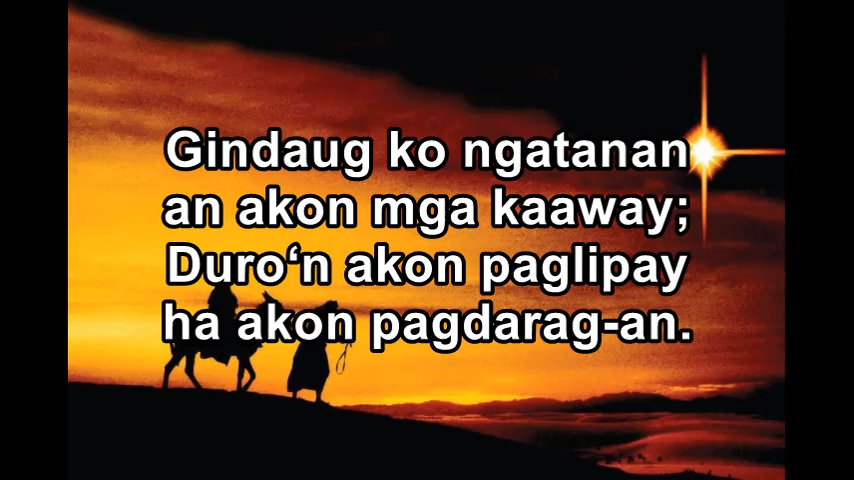 Gindaug ko ngatanan
an akon mga kaaway;
Duro‘n akon paglipay
ha akon pagdarag-an.